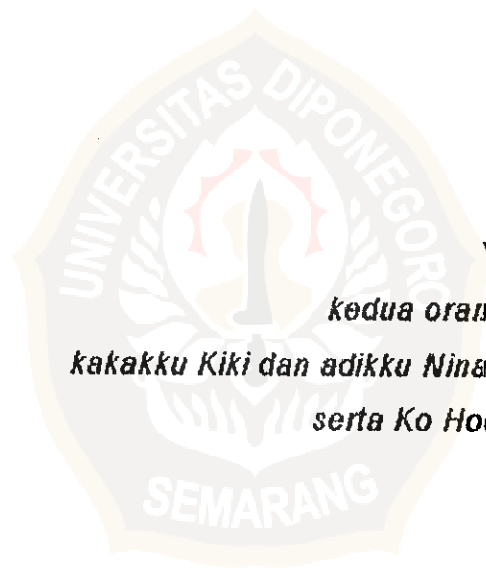 UNIVERSITAS DIPONEGORO
kedua
kakakku Kiki dan adikku Nina
serta Ko
SEMARANG